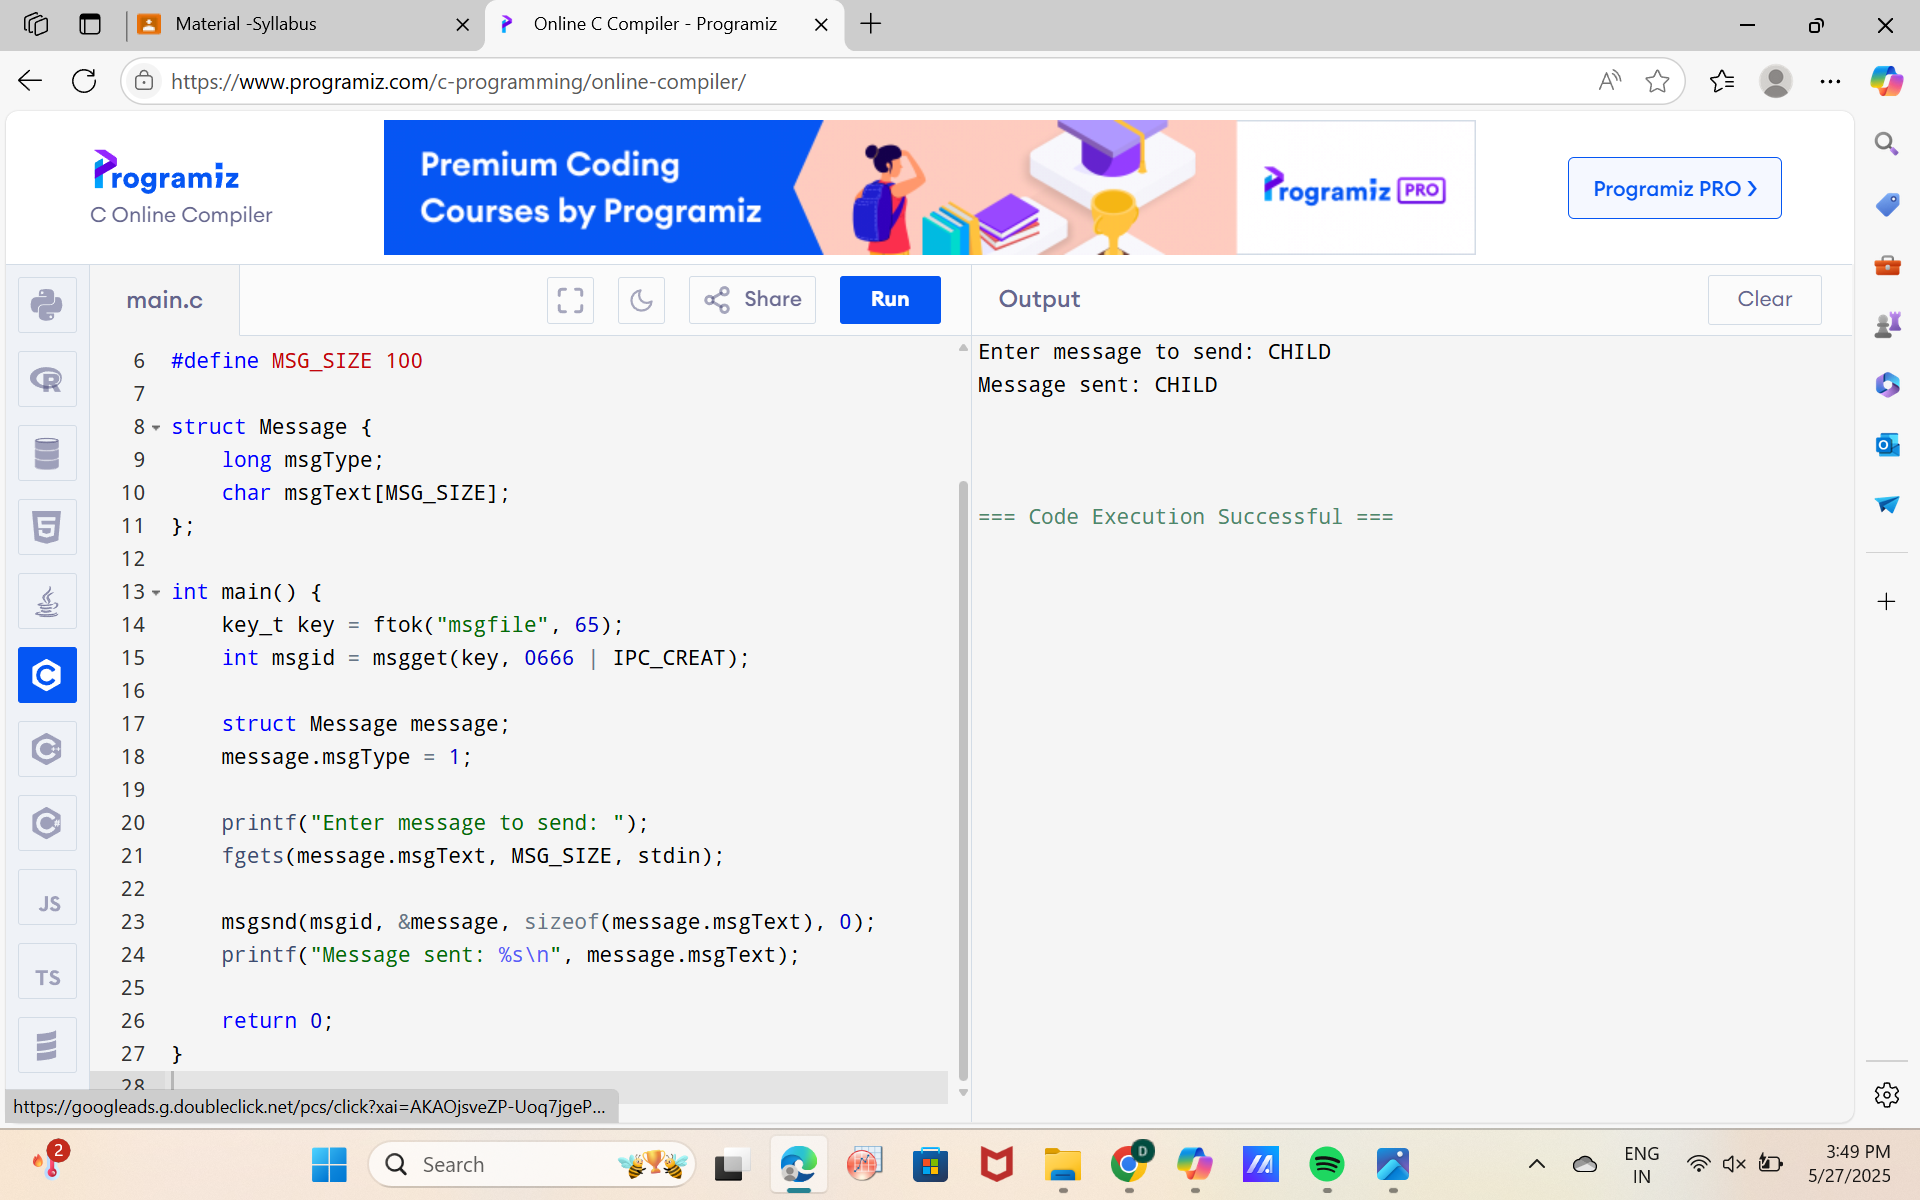 Material -Syllabus
Online C Compiler - Programiz
https://www.programiz.com/c-programming/online-compiler/
Programiz
C Online Compiler
Premium Coding
Courses by Programiz
Programiz PRO
Programiz PRO ❯
main.c
Share
Run
Output
Clear
6 #define MSG_SIZE 100
7
8 struct Message {
9     long msgType;
10     char msgText[MSG_SIZE];
11 };
12
13 int main() {
14     key_t key = ftok("msgfile", 65);
15     int msgid = msgget(key, 0666 | IPC_CREAT);
16
17     struct Message message;
18     message.msgType = 1;
19
20     printf("Enter message to send: ");
21     fgets(message.msgText, MSG_SIZE, stdin);
22
23     msgsnd(msgid, &message, sizeof(message.msgText), 0);
24     printf("Message sent: %s\n", message.msgText);
25
26     return 0;
27 }
28
Enter message to send: CHILD
Message sent: CHILD
=== Code Execution Successful ===
JS
TS
https://googleads.g.doubleclick.net/pcs/click?xai=AKAOjsveZP-Uoq7jgeP...
2
Search
D
ENG
IN
3:49 PM
5/27/2025